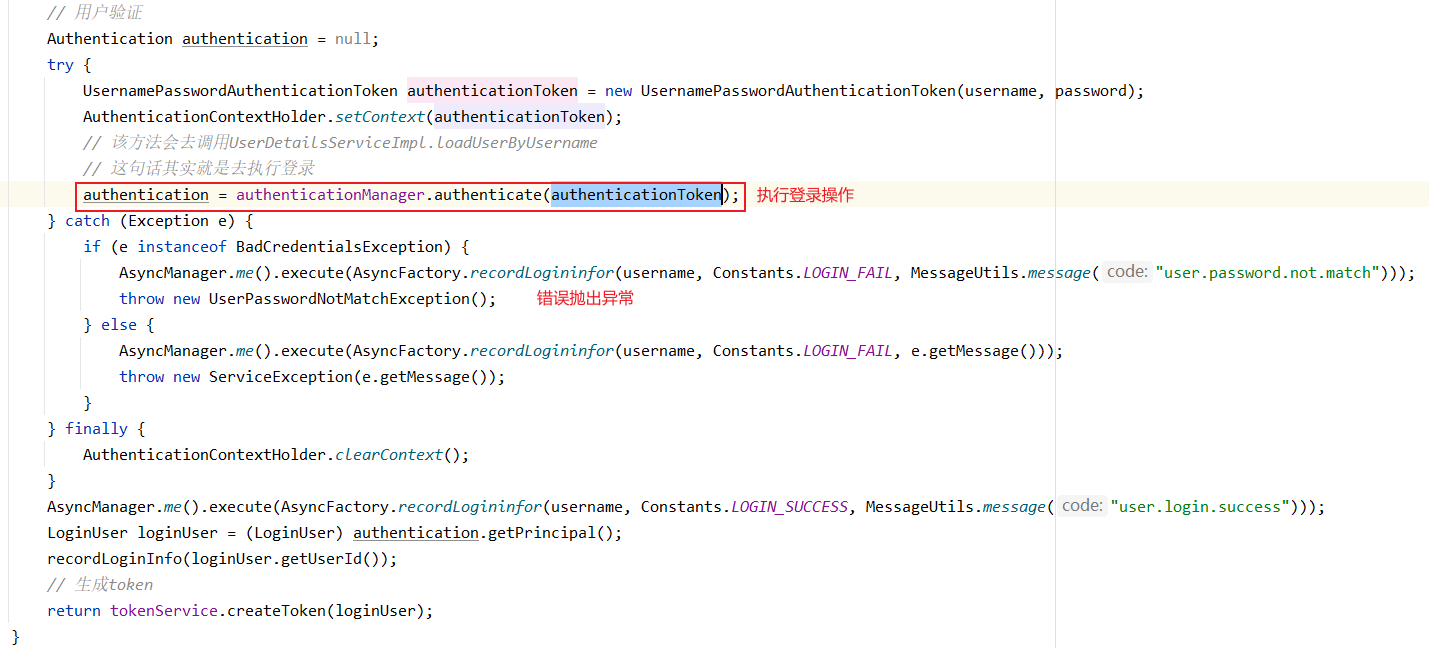 // 用户验证
Authentication authentication = null;
try {
UsernamePasswordAuthenticationToken authenticationToken = new UsernamePasswordAuthenticationToken(username, password);
AuthenticationContextHolder.setContext(authenticationToken);
// 该方法会去调用UserDetailsServiceImpl.loadUserByUsername
// 这句话其实就是去执行登录
authentication = authenticationManager.authenticate(authenticationToken); 执行登录操作
} catch (Exception e) {
if (e instanceof BadCredentialsException) {
AsyncManager.me().execute(AsyncFactory.recordLogininfor(username, Constants.LOGIN_FAIL, MessageUtils.message( code: "user.password.not.match")));
throw new UserPasswordNotMatchException(); 错误抛出异常
} else {
AsyncManager.me().execute(AsyncFactory.recordLogininfor(username, Constants.LOGIN_FAIL, e.getMessage()));
throw new ServiceException(e.getMessage());
}
} finally {
AuthenticationContextHolder.clearContext();
}
AsyncManager.me().execute(AsyncFactory.recordLogininfor(username, Constants.LOGIN_SUCCESS, MessageUtils.message( code: "user.login.success")));
LoginUser loginUser = (LoginUser) authentication.getPrincipal();
recordLoginInfo(loginUser.getUserId());
// 生成token
return tokenService.createToken(loginUser);
}